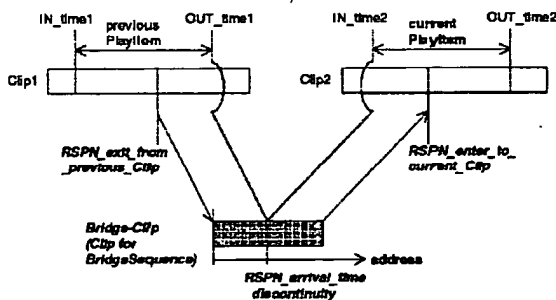 IN_time1
previous
PlayItem
OUT_time1
IN_time2
current
PlayItem
OUT_time2
Clip1
Clip2
RSPN_exit_from
_previous_Clip
RSPN_enter_to_
current_Clip
Bridge-Clip
(Clip for
BridgeSequence)
address
RSPN_arrival_time
discontinuity